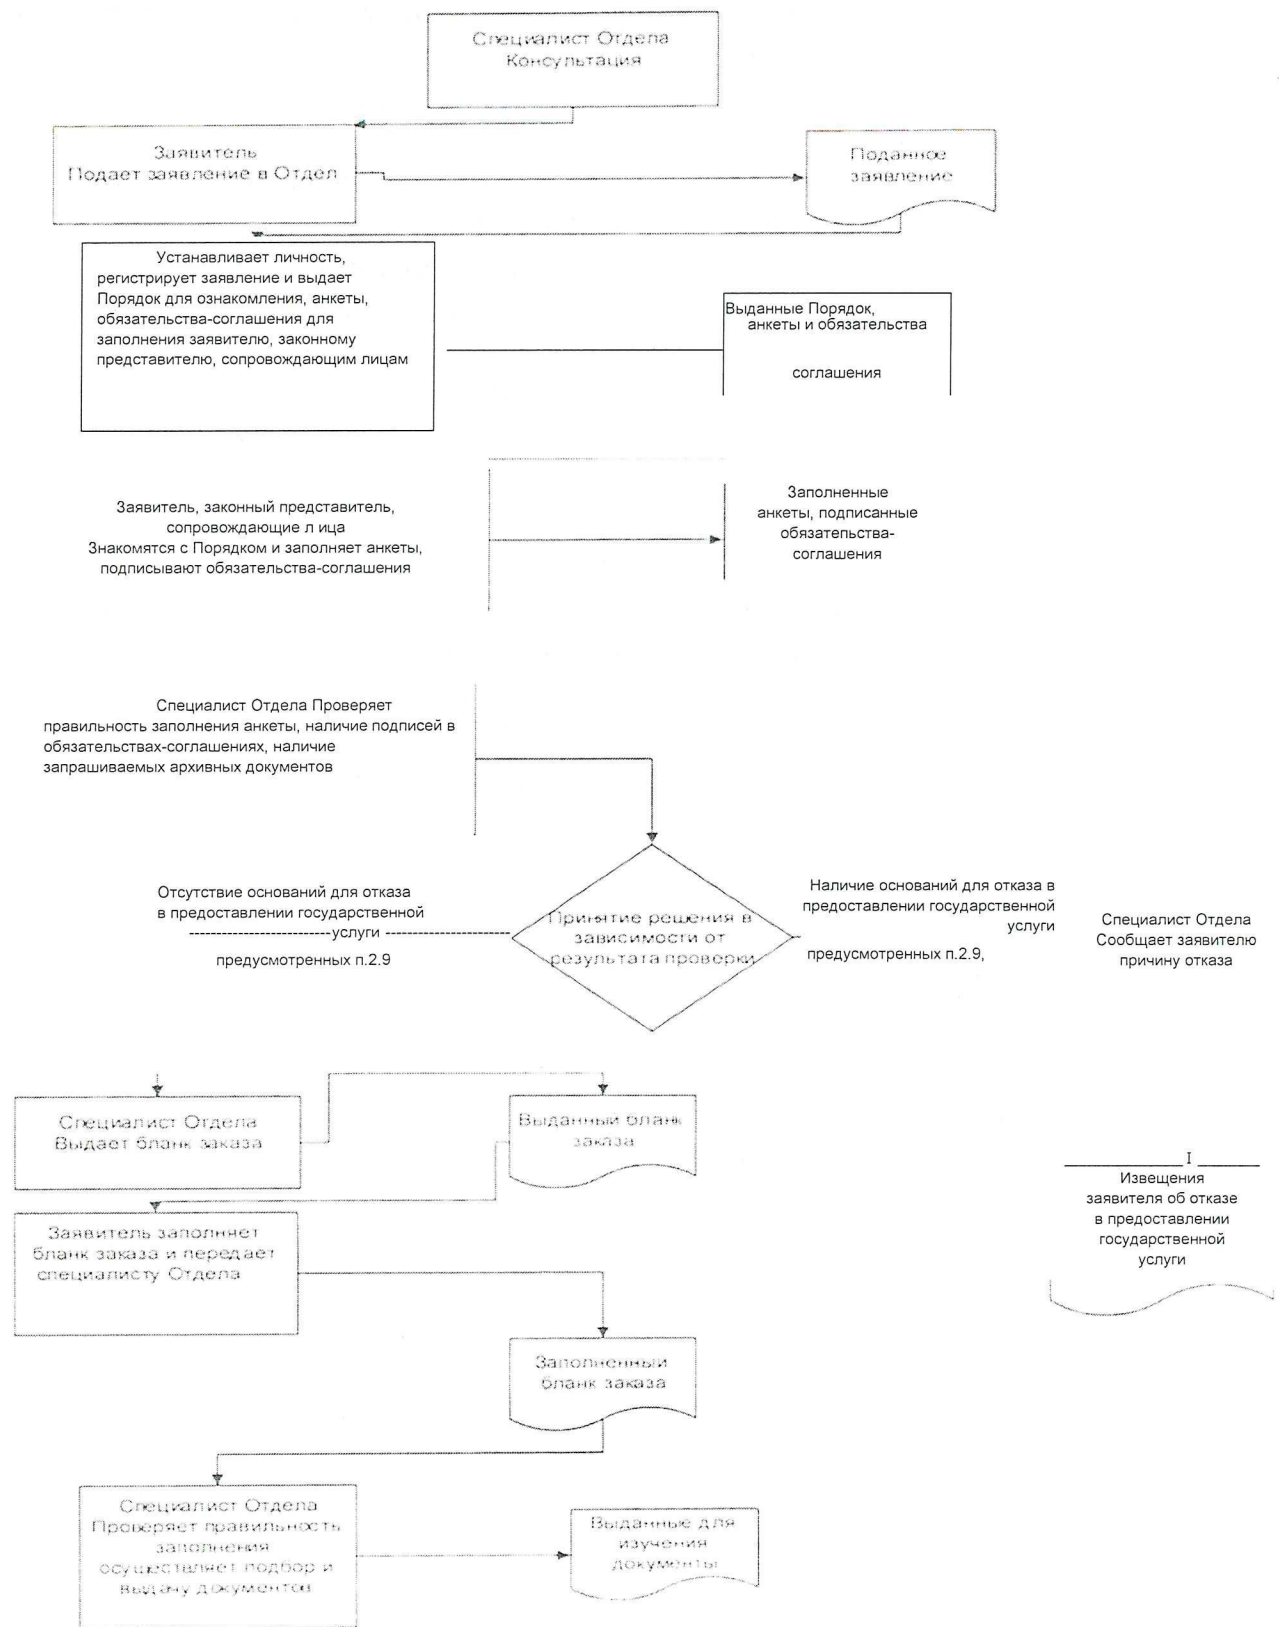 Специалист Отдела
Консультация
Заявитель
Подает заявление в Отдел
Поданное
заявление
Устанавливает личность,
регистрирует заявление и выдает
Порядок для ознакомления, анкеты,
обязательства-соглашения для
заполнения заявителю, законному
представителю, сопровождающим лицам
Выданные Порядок,
анкеты и обязательства
соглашения
Заявитель, законный представитель,
сопровождающие л ица
Знакомятся с Порядком и заполняет анкеты,
подписывают обязательства-соглашения
Заполненные
анкеты, подписанные
обязатепьства-
соглашения
Специалист Отдела Проверяет
правильность заполнения анкеты, наличие подписей в
обязательствах-соглашениях, наличие
запрашиваемых архивных документов
Отсутствие оснований для отказа
в предоставлении государственной
--------------------------услуги -----------------------
предусмотренных п.2.9
Принятие решения в
зависимости от
результата проверки
Наличие оснований для отказа в
предоставлении государственной
услуги
предусмотренных п.2.9,
Специалист Отдела
Сообщает заявителю
причину отказа
Специалист Отдела
Выдает бланк заказа
Выданный бланк
заказа
Заявитель заполняет
бланк заказа и передает
специалисту Отдела
I
Извещения
заявителя об отказе
в предоставлении
государственной
услуги
Заполненный
бланк заказа
Специалист Отдела
Проверяет правильность
заполнения
осуществляет подбор и
выдачу документов
Выданные для
изучения
документы